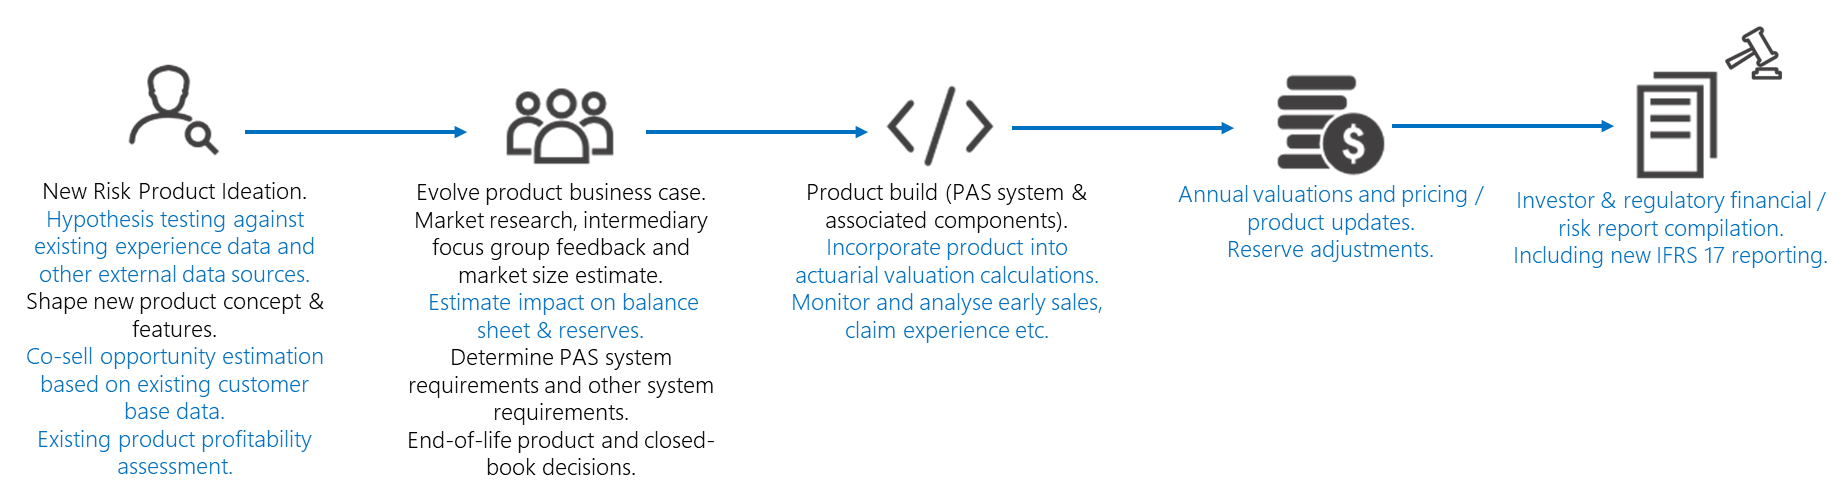 New Risk Product Ideation.
Hypothesis testing against
existing experience data and
other external data sources.
Shape new product concept &
features.
Co-sell opportunity estimation
based on existing customer
base data.
Existing product profitability
assessment.
Evolve product business case.
Market research, intermediary
focus group feedback and
market size estimate.
Estimate impact on balance
sheet & reserves.
Determine PAS system
requirements and other system
requirements.
End-of-life product and closed-
book decisions.
Product build (PAS system &
associated components).
Incorporate product into
actuarial valuation calculations.
Monitor and analyse early sales,
claim experience etc.
$
Annual valuations and pricing /
product updates.
Reserve adjustments.
Investor & regulatory financial /
risk report compilation.
Including new IFRS 17 reporting.